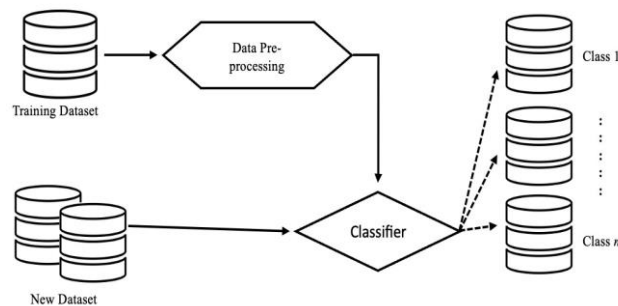 Data Pre-
processing
Class 1
Training Dataset
Classifier
Class n
New Dataset